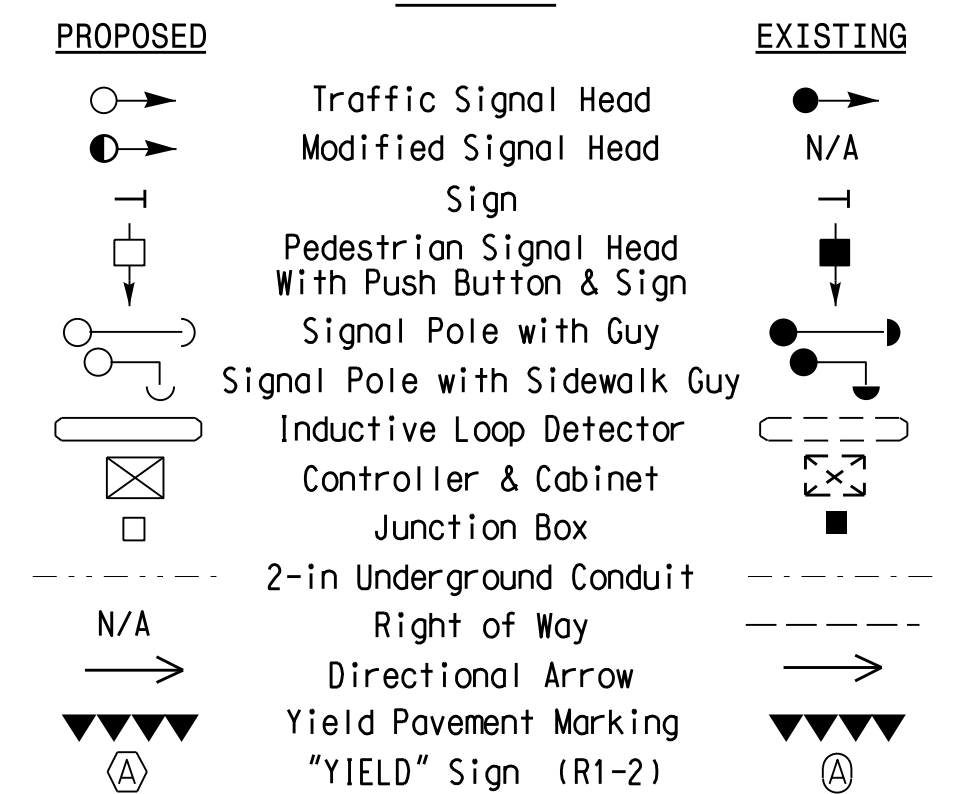 PROPOSED EXISTING
Traffic Signal Head
Modified Signal Head N/A
Sign
Pedestrian Signal Head
With Push Button & Sign
Signal Pole with Guy
Signal Pole with Sidewalk Guy
Inductive Loop Detector
Controller & Cabinet
Junction Box
2-in Underground Conduit
N/A Right of Way
Directional Arrow
Yield Pavement Marking
A "YIELD" Sign (R1-2) A